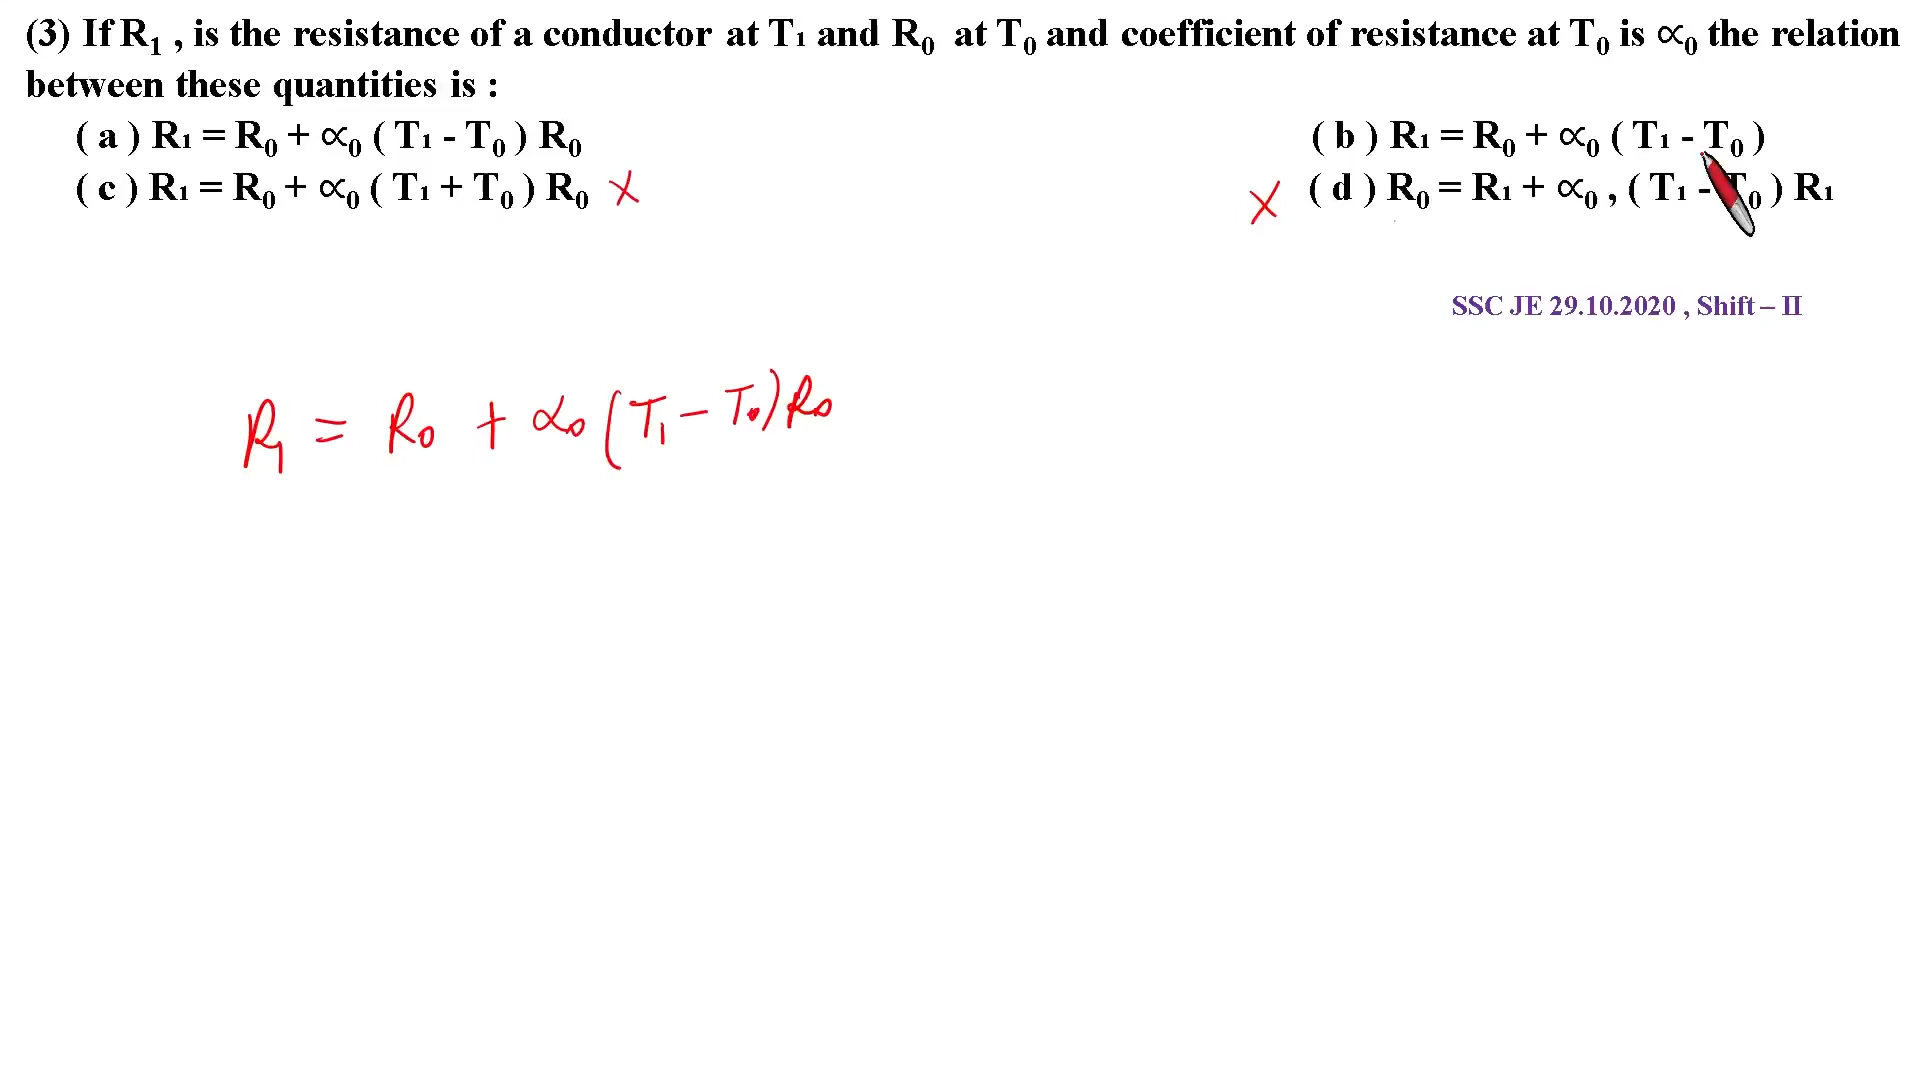 (3) If R₁ , is the resistance of a conductor at T₁ and R₀ at T₀ and coefficient of resistance at T₀ is ∝₀ the relation
between these quantities is :
( a ) R₁ = R₀ + ∝₀ ( T₁ - T₀ ) R₀
( b ) R₁ = R₀ + ∝₀ ( T₁ - T₀ )
( c ) R₁ = R₀ + ∝₀ ( T₁ + T₀ ) R₀ X
X ( d ) R₀ = R₁ + ∝₀ , ( T₁ - T₀ ) R₁
SSC JE 29.10.2020 , Shift – II
R₁ = R₀ + α₀ (T₁ - T₀) R₀